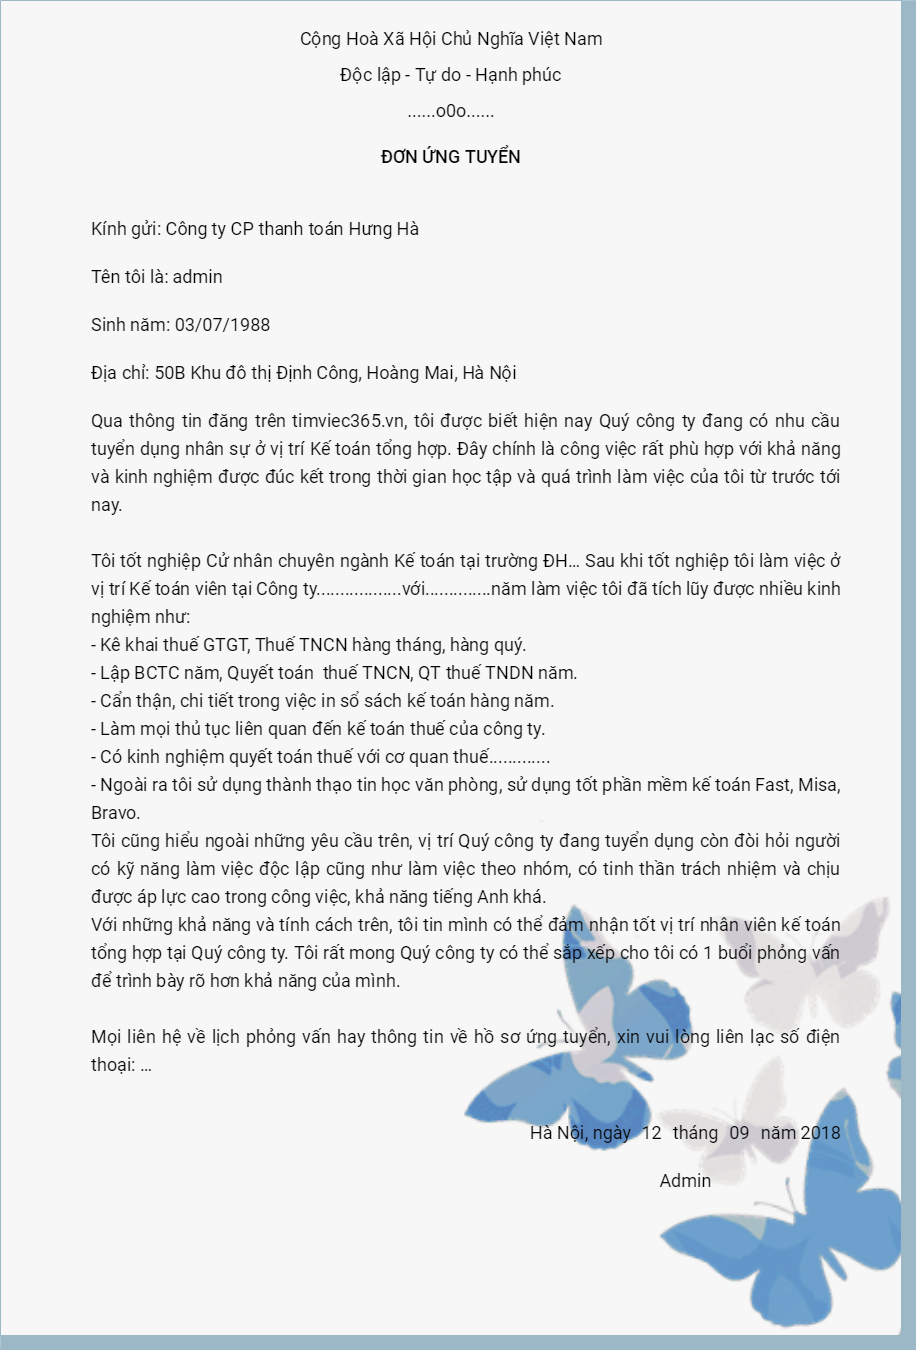 Cộng Hoà Xã Hội Chủ Nghĩa Việt Nam
Độc lập - Tự do - Hạnh phúc
......o0o......
ĐƠN ỨNG TUYỂN
Kính gửi: Công ty CP thanh toán Hưng Hà
Tên tôi là: admin
Sinh năm: 03/07/1988
Địa chỉ: 50B Khu đô thị Định Công, Hoàng Mai, Hà Nội
Qua thông tin đăng trên timviec365.vn, tôi được biết hiện nay Quý công ty đang có nhu cầu
tuyển dụng nhân sự ở vị trí Kế toán tổng hợp. Đây chính là công việc rất phù hợp với khả năng
và kinh nghiệm được đúc kết trong thời gian học tập và quá trình làm việc của tôi từ trước tới
nay.
Tôi tốt nghiệp Cử nhân chuyên ngành Kế toán tại trường ĐH... Sau khi tốt nghiệp tôi làm việc ở
vị trí Kế toán viên tại Công ty..................với..............năm làm việc tôi đã tích lũy được nhiều kinh
nghiệm như:
- Kê khai thuế GTGT, Thuế TNCN hàng tháng, hàng quý.
- Lập BCTC năm, Quyết toán  thuế TNCN, QT thuế TNDN năm.
- Cẩn thận, chi tiết trong việc in sổ sách kế toán hàng năm.
- Làm mọi thủ tục liên quan đến kế toán thuế của công ty.
- Có kinh nghiệm quyết toán thuế với cơ quan thuế.............
- Ngoài ra tôi sử dụng thành thạo tin học văn phòng, sử dụng tốt phần mềm kế toán Fast, Misa,
Bravo.
Tôi cũng hiểu ngoài những yêu cầu trên, vị trí Quý công ty đang tuyển dụng còn đòi hỏi người
có kỹ năng làm việc độc lập cũng như làm việc theo nhóm, có tinh thần trách nhiệm và chịu
được áp lực cao trong công việc, khả năng tiếng Anh khá.
Với những khả năng và tính cách trên, tôi tin mình có thể đảm nhận tốt vị trí nhân viên kế toán
tổng hợp tại Quý công ty. Tôi rất mong Quý công ty có thể sắp xếp cho tôi có 1 buổi phỏng vấn
để trình bày rõ hơn khả năng của mình.
Mọi liên hệ về lịch phỏng vấn hay thông tin về hồ sơ ứng tuyển, xin vui lòng liên lạc số điện
thoại: ...
Hà Nội, ngày 12 tháng 09 năm 2018
Admin